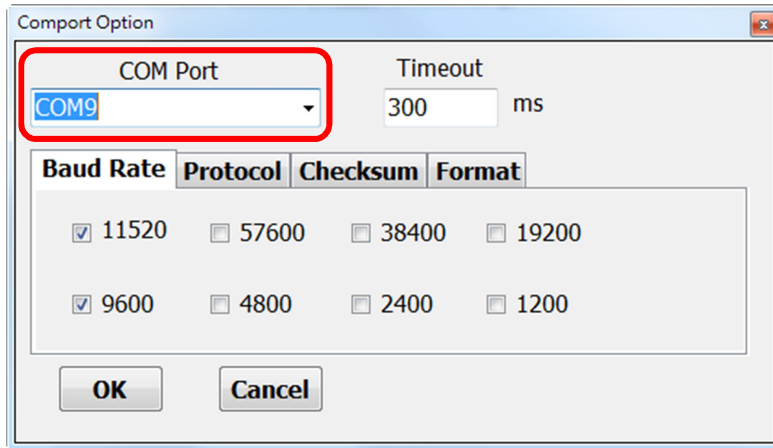 Comport Option
COM Port Timeout
COM9 300 ms
Baud Rate Protocol Checksum Format
11520 57600 38400 19200
9600 4800 2400 1200
OK Cancel